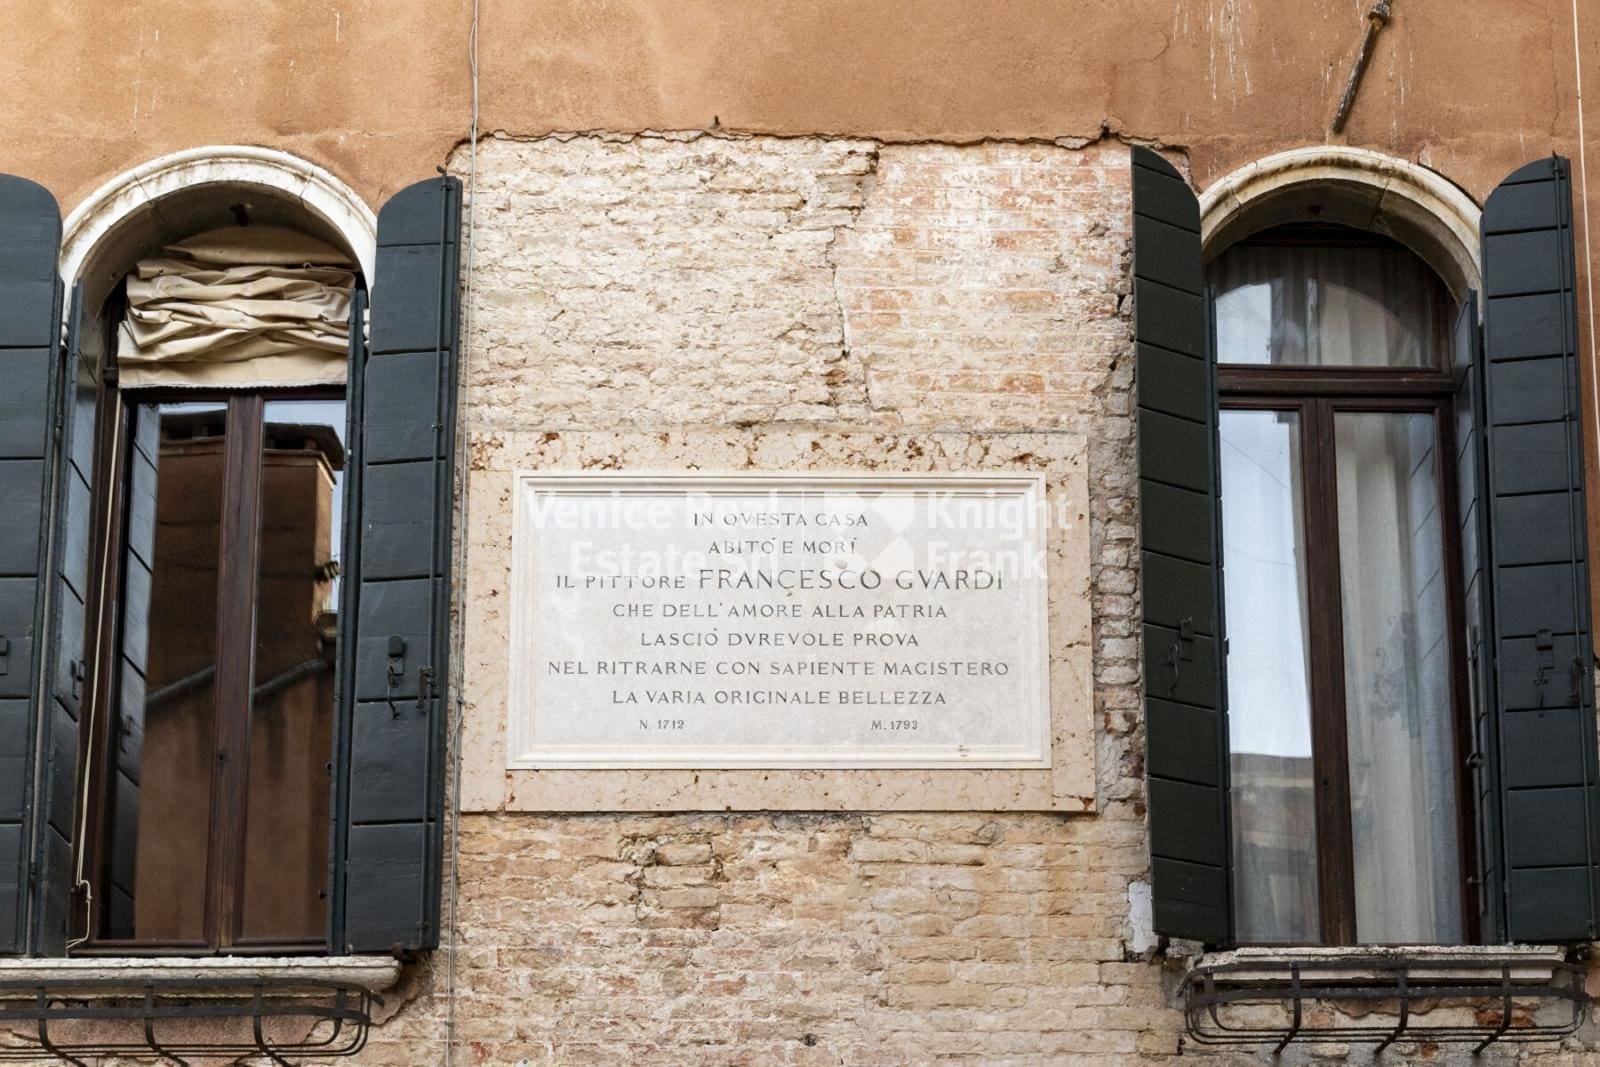 IN QVESTA CASA
ABITÒ E MORÌ
IL PITTORE FRANCESCO GVARDI
CHE DELL'AMORE ALLA PATRIA
LASCIÒ DVREVOLE PROVA
NEL RITRARNE CON SAPIENTE MAGISTERO
LA VARIA ORIGINALE BELLEZZA
N. 1712 M. 1793
Venice Real
Estate Srl
Knight
Frank